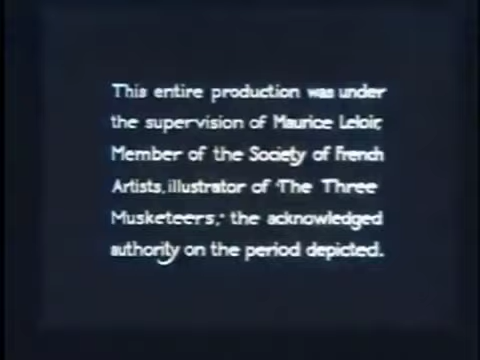 This entire production was under
the supervision of Maurice Leloir,
Member of the Society of French
Artists, illustrator of "The Three
Musketeers," the acknowledged
authority on the period depicted.